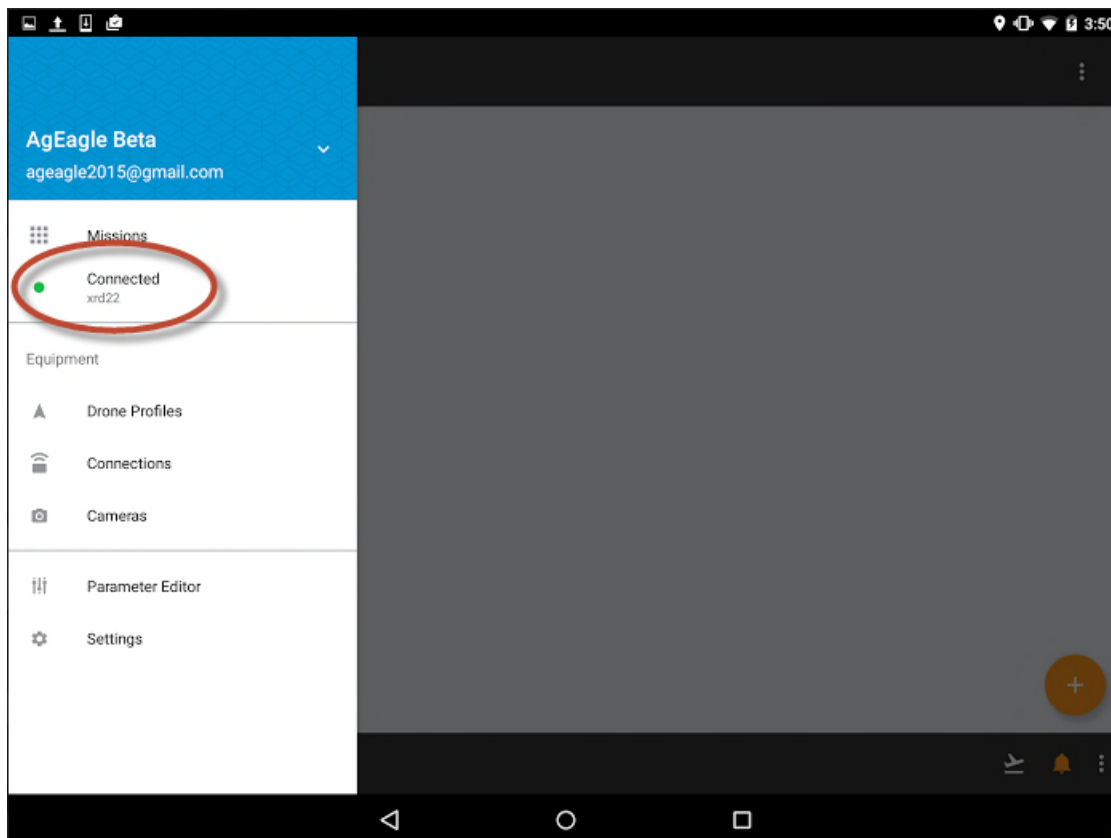 3:50
AgEagle Beta
ageagle2015@gmail.com
Missions
Connected
xrd22
Equipment
Drone Profiles
Connections
Cameras
Parameter Editor
Settings